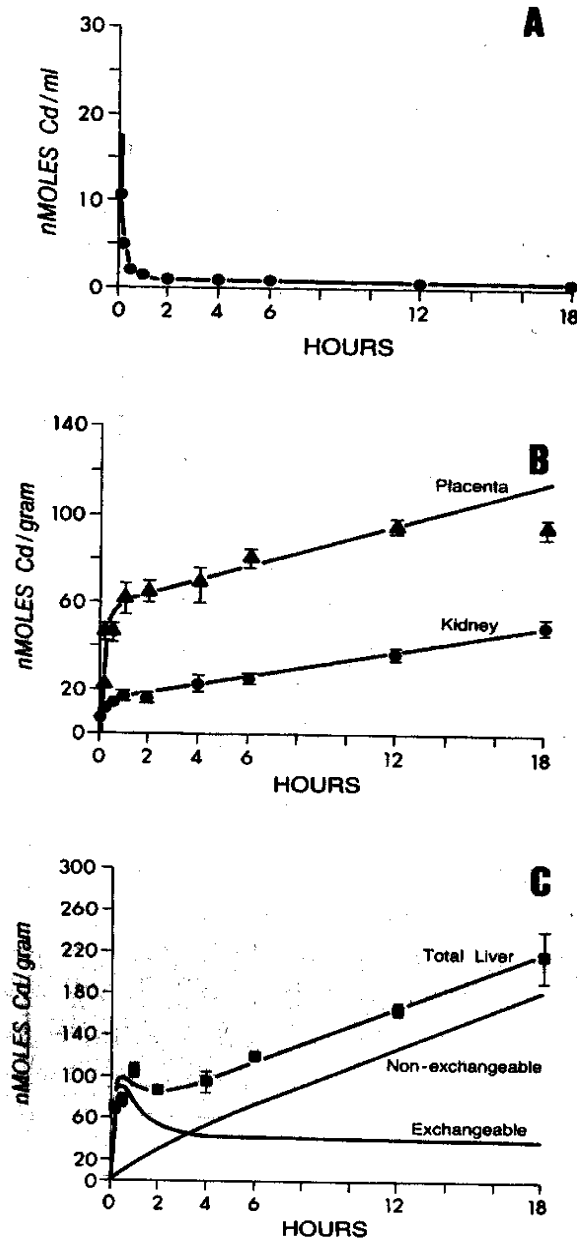 A
nMOLES Cd/ml
30
20
10
0
0 2 4 6 12 18
HOURS
B
nMOLES Cd/gram
140
100
60
20
0
Placenta
Kidney
0 2 4 6 12 18
HOURS
C
nMOLES Cd/gram
300
260
220
180
140
100
60
20
0
Total Liver
Non-exchangeable
Exchangeable
0 2 4 6 12 18
HOURS